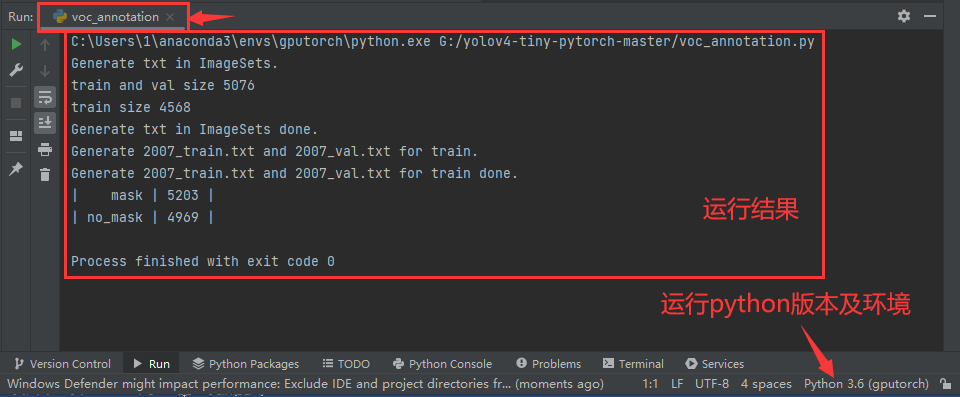 Run: voc_annotation ×
C:\Users\1\anaconda3\envs\gputorch\python.exe G:/yolov4-tiny-pytorch-master/voc_annotation.py
Generate txt in ImageSets.
train and val size 5076
train size 4568
Generate txt in ImageSets done.
Generate 2007_train.txt and 2007_val.txt for train.
Generate 2007_train.txt and 2007_val.txt for train done.
|    mask | 5203 |
| no_mask | 4969 |
运行结果
Process finished with exit code 0
运行python版本及环境
Version Control Run Python Packages TODO Python Console Problems Terminal Services
Windows Defender might impact performance: Exclude IDE and project directories fr... (moments ago) 1:1 LF UTF-8 4 spaces Python 3.6 (gputorch)